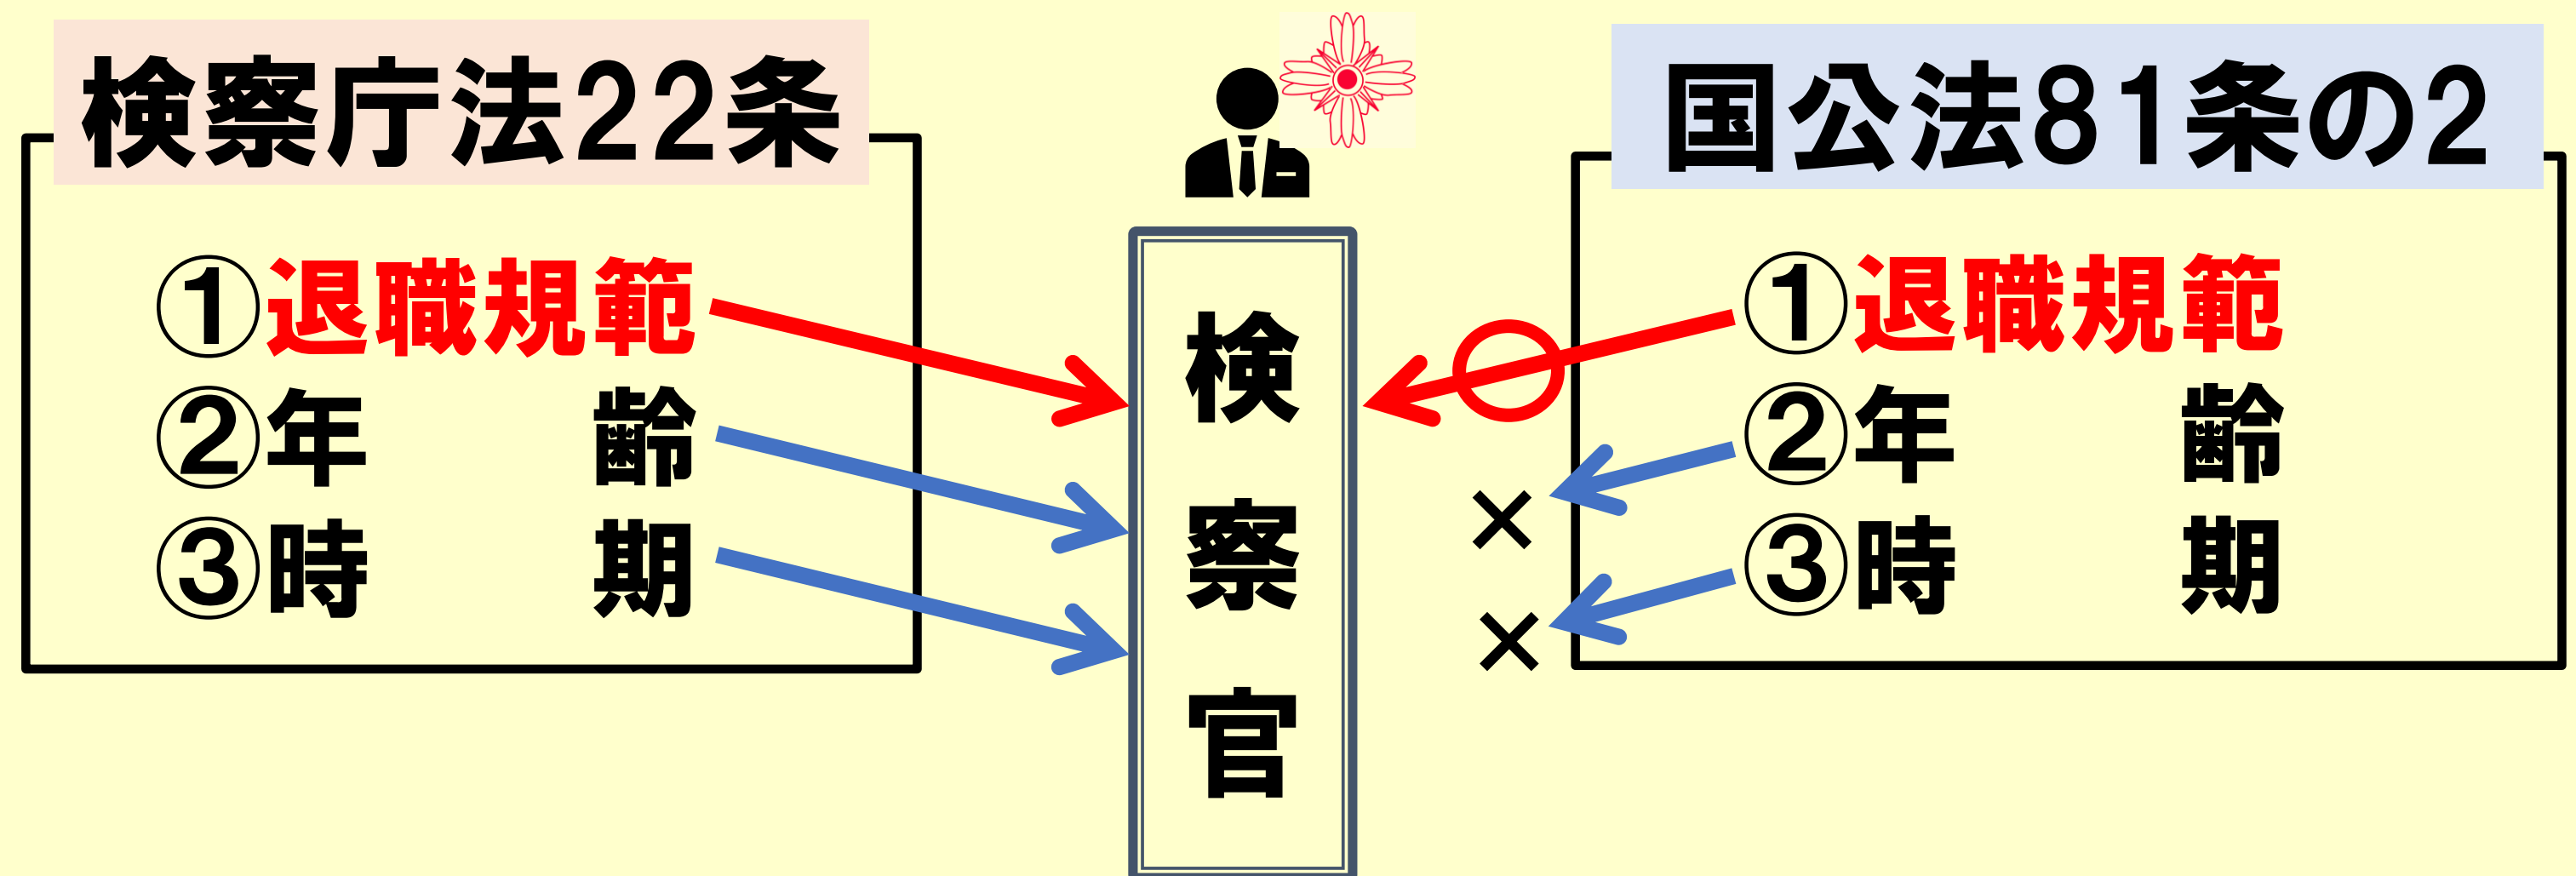 検察庁法22条
①退職規範
②年齢
③時期
検察官
国公法81条の2
①退職規範
②年齢
③時期
×
×